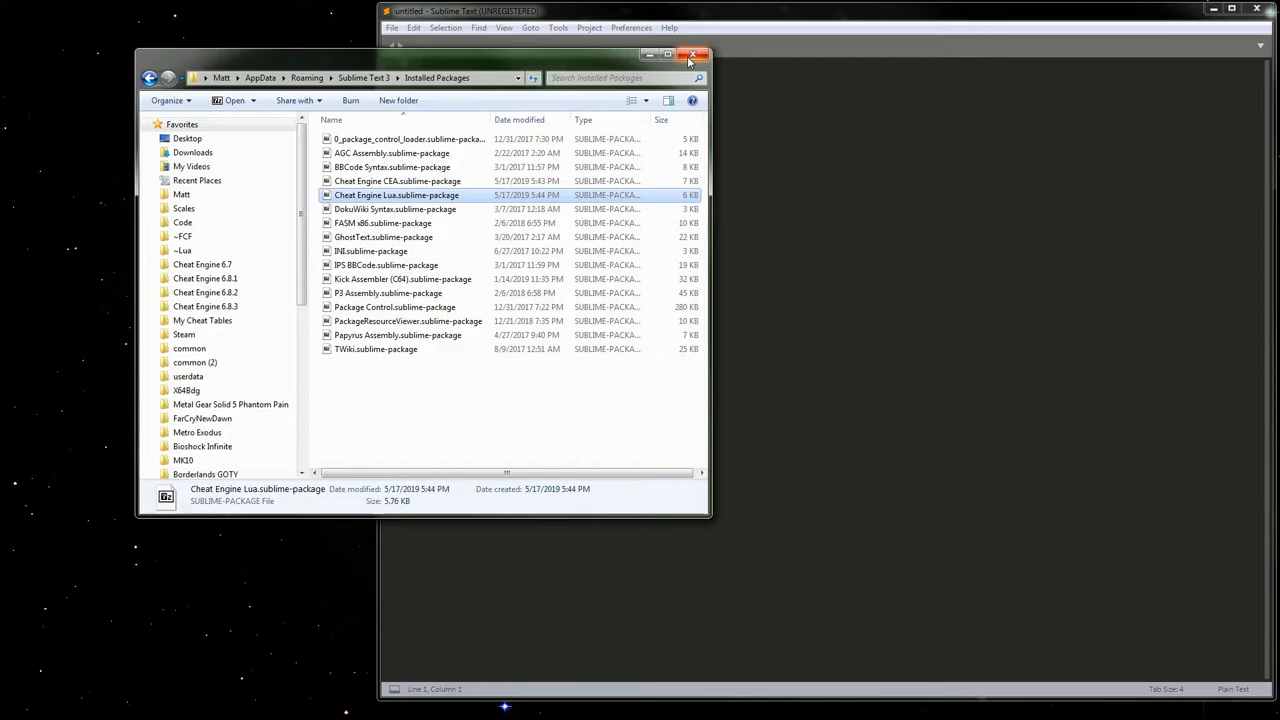 untitled - Sublime Text (UNREGISTERED)
File Edit Selection Find View Goto Tools Project Preferences Help
Matt AppData Roaming Sublime Text 3 Installed Packages Search Installed Packages
Organize Open Share with Burn New folder
Favorites
Desktop
Downloads
My Videos
Recent Places
Matt
Scales
Code
~FCF
~Lua
Cheat Engine 6.7
Cheat Engine 6.8.1
Cheat Engine 6.8.2
Cheat Engine 6.8.3
My Cheat Tables
Steam
common
common (2)
userdata
X64Bdg
Metal Gear Solid 5 Phantom Pain
FarCryNewDawn
Metro Exodus
Bioshock Infinite
MK10
Borderlands GOTY
Name Date modified Type Size
0_package_control_loader.sublime-packa... 12/31/2017 7:30 PM SUBLIME-PACKA... 5 KB
AGC Assembly.sublime-package 2/22/2017 2:20 AM SUBLIME-PACKA... 14 KB
BBCode Syntax.sublime-package 3/1/2017 11:57 PM SUBLIME-PACKA... 8 KB
Cheat Engine CEA.sublime-package 5/17/2019 5:43 PM SUBLIME-PACKA... 7 KB
Cheat Engine Lua.sublime-package 5/17/2019 5:44 PM SUBLIME-PACKA... 6 KB
DokuWiki Syntax.sublime-package 3/7/2017 12:18 AM SUBLIME-PACKA... 3 KB
FASM x86.sublime-package 2/6/2018 6:55 PM SUBLIME-PACKA... 10 KB
GhostText.sublime-package 3/20/2017 2:17 AM SUBLIME-PACKA... 22 KB
INI.sublime-package 6/27/2017 10:22 PM SUBLIME-PACKA... 3 KB
IPS BBCode.sublime-package 3/1/2017 11:59 PM SUBLIME-PACKA... 19 KB
Kick Assembler (C64).sublime-package 1/14/2019 11:35 PM SUBLIME-PACKA... 32 KB
P3 Assembly.sublime-package 2/6/2018 6:58 PM SUBLIME-PACKA... 45 KB
Package Control.sublime-package 12/31/2017 7:22 PM SUBLIME-PACKA... 280 KB
PackageResourceViewer.sublime-package 12/21/2018 7:35 PM SUBLIME-PACKA... 10 KB
Papyrus Assembly.sublime-package 4/27/2017 9:40 PM SUBLIME-PACKA... 7 KB
TWiki.sublime-package 8/9/2017 12:51 AM SUBLIME-PACKA... 25 KB
Cheat Engine Lua.sublime-package Date modified: 5/17/2019 5:44 PM Date created: 5/17/2019 5:44 PM
SUBLIME-PACKAGE File Size: 5.76 KB
Line 1, Column 1 Tab Size: 4 Plain Text